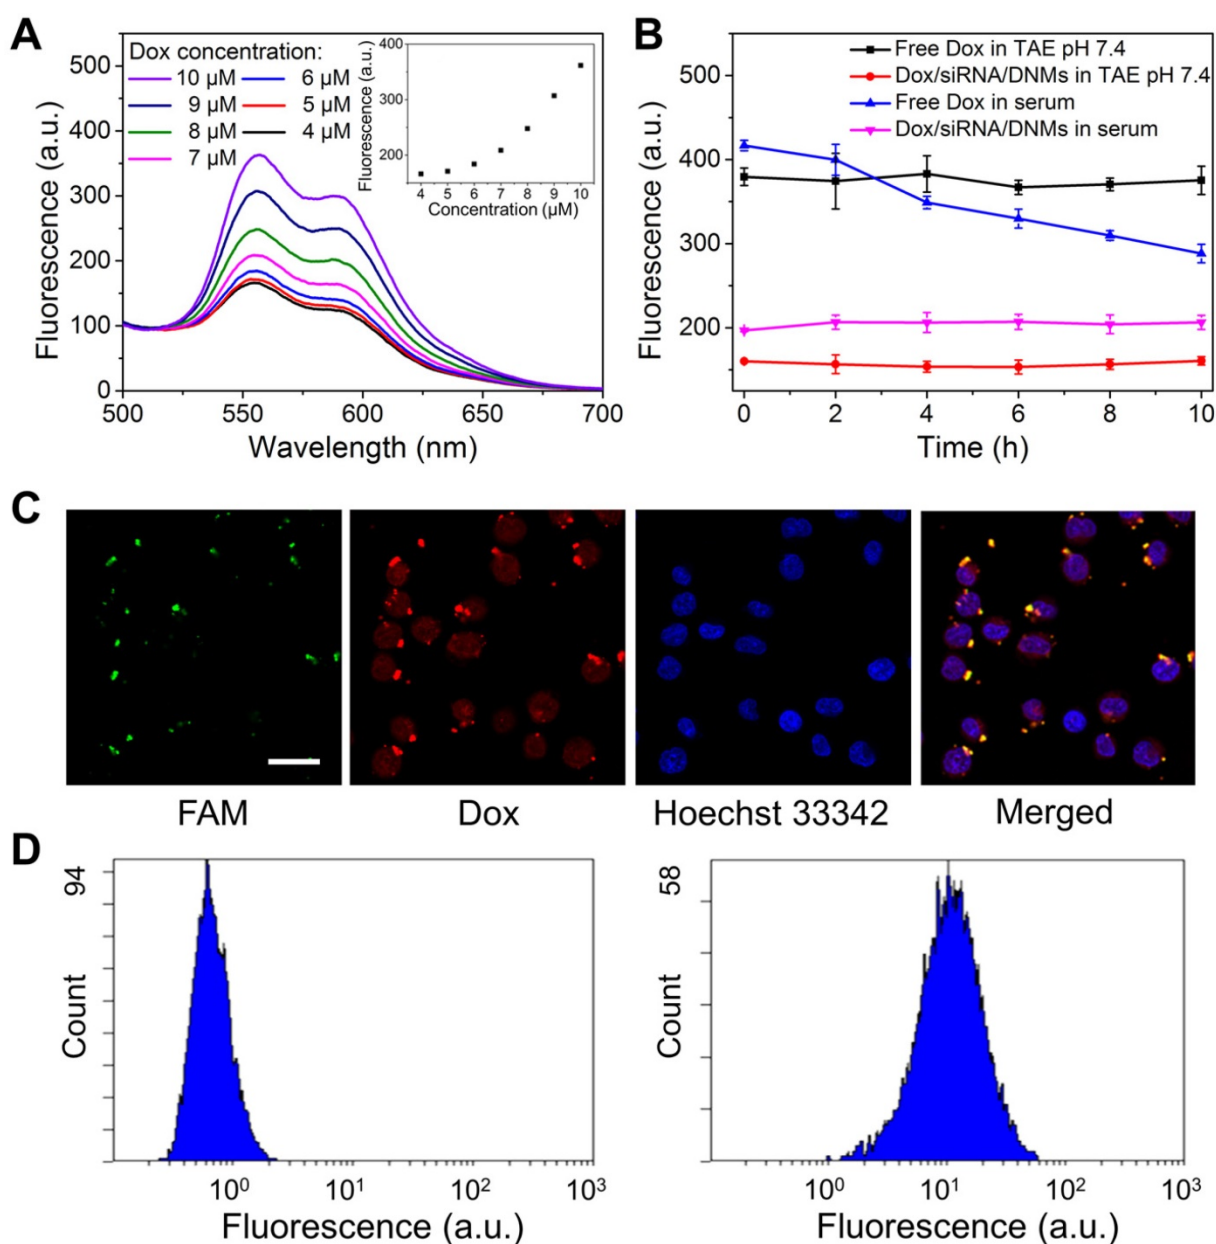 A
Dox concentration:
10 µM
6 µM
9 µM
5 µM
8 µM
4 µM
7 µM
500
400
300
200
100
0
Fluorescence (a.u.)
500
550
600
650
700
Wavelength (nm)
400
300
200
Fluorescence (a.u.)
4
5
6
7
8
9
10
Concentration (µM)
B
Free Dox in TAE pH 7.4
Dox/siRNA/DNMs in TAE pH 7.4
Free Dox in serum
Dox/siRNA/DNMs in serum
500
400
300
200
Fluorescence (a.u.)
0
2
4
6
8
10
Time (h)
C
FAM
Dox
Hoechst 33342
Merged
D
94
Count
10⁰
10¹
10²
10³
Fluorescence (a.u.)
58
Count
10⁰
10¹
10²
10³
Fluorescence (a.u.)